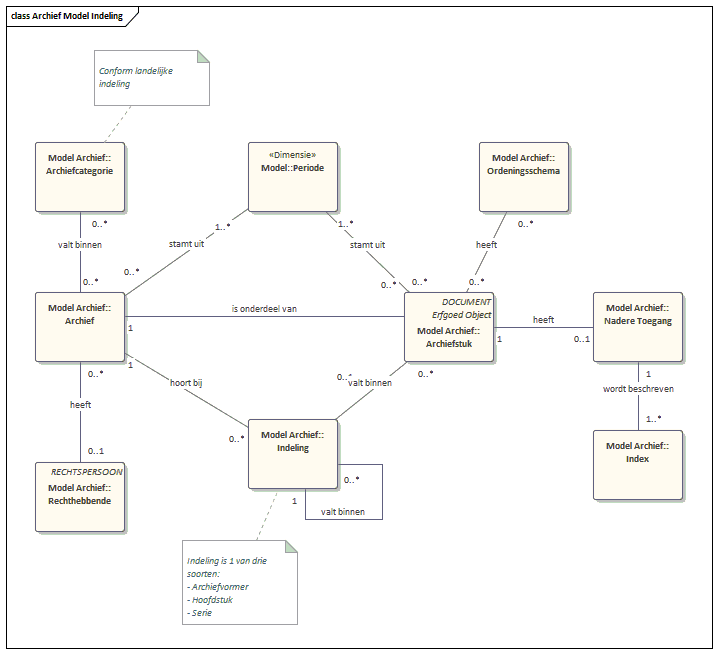 class Archief Model Indeling
Conform landelijke
indeling
Model Archief::
Archiefcategorie
«Dimensie»
Model::Periode
Model Archief::
Ordeningsschema
0..*
valt binnen
0..*
1..*
stamt uit
0..*
1..*
stamt uit
0..*
0..*
heeft
0..*
Model Archief::
Archief
1
is onderdeel van
DOCUMENT
Erfgoed Object
Model Archief::
Archiefstuk
1
heeft
0..1
Model Archief::
Nadere Toegang
1
hoort bij
0..*
0..*
valt binnen
0..*
0..*
heeft
0..1
1
wordt beschreven
1..*
Model Archief::
Indeling
0..*
1
valt binnen
RECHTSPERSOON
Model Archief::
Rechthebbende
Model Archief::
Index
Indeling is 1 van drie
soorten:
- Archiefvormer
- Hoofdstuk
- Serie